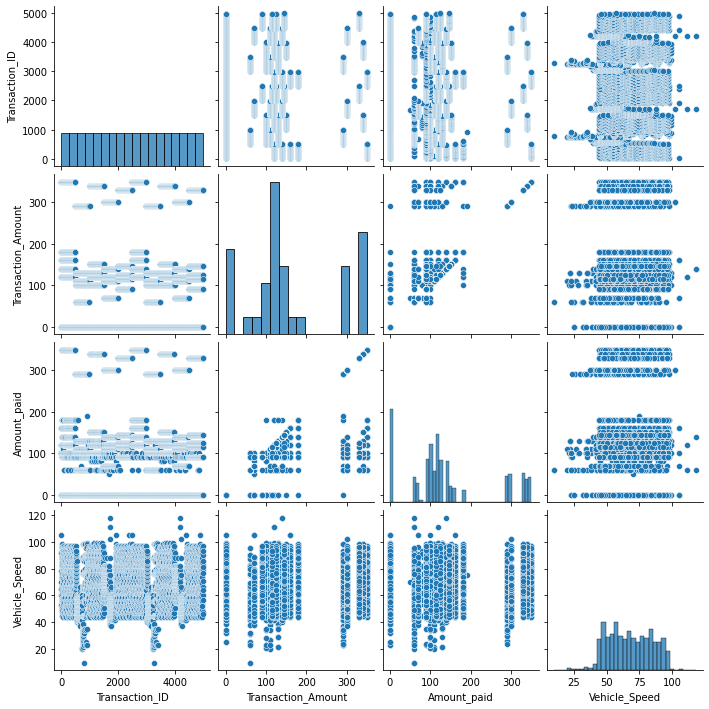 5000
4000
3000
2000
1000
0
Transaction_ID
300
200
100
0
Transaction_Amount
300
200
100
0
Amount_paid
120
100
80
60
40
20
Vehicle_Speed
0 2000 4000
Transaction_ID
0 100 200 300
Transaction_Amount
0 100 200 300
Amount_paid
25 50 75 100
Vehicle_Speed